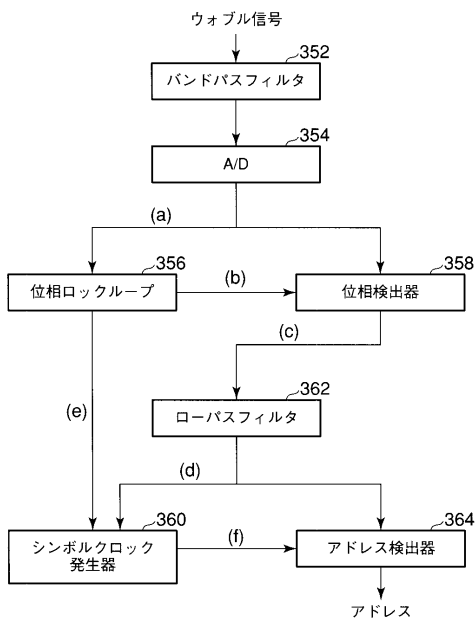 ウォブル信号
352
バンドパスフィルタ
354
A/D
(a)
356
位相ロックループ
(b)
358
位相検出器
(c)
362
ローパスフィルタ
(e)
(d)
360
シンボルクロック
発生器
(f)
364
アドレス検出器
アドレス